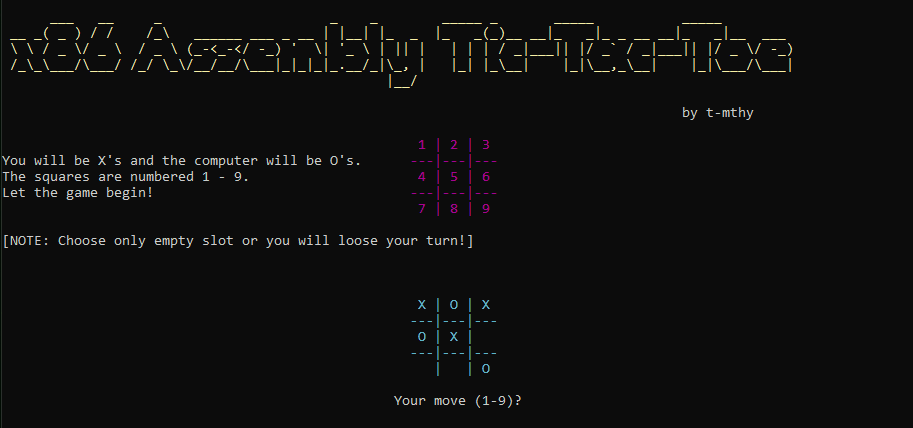 x86 Assembly Tic-Tac-Toe
by t-mthy
1 | 2 | 3
---|---|---
You will be X's and the computer will be O's.
The squares are numbered 1 - 9.
4 | 5 | 6
Let the game begin!
---|---|---
7 | 8 | 9
[NOTE: Choose only empty slot or you will loose your turn!]
X | O | X
---|---|---
O | X |
---|---|---
| | O
Your move (1-9)?